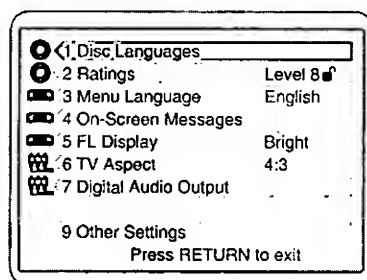 1 Disc Languages
2 Ratings Level 8
3 Menu Language English
4 On-Screen Messages
5 FL Display Bright
6 TV Aspect 4:3
7 Digital Audio Output
9 Other Settings
Press RETURN to exit